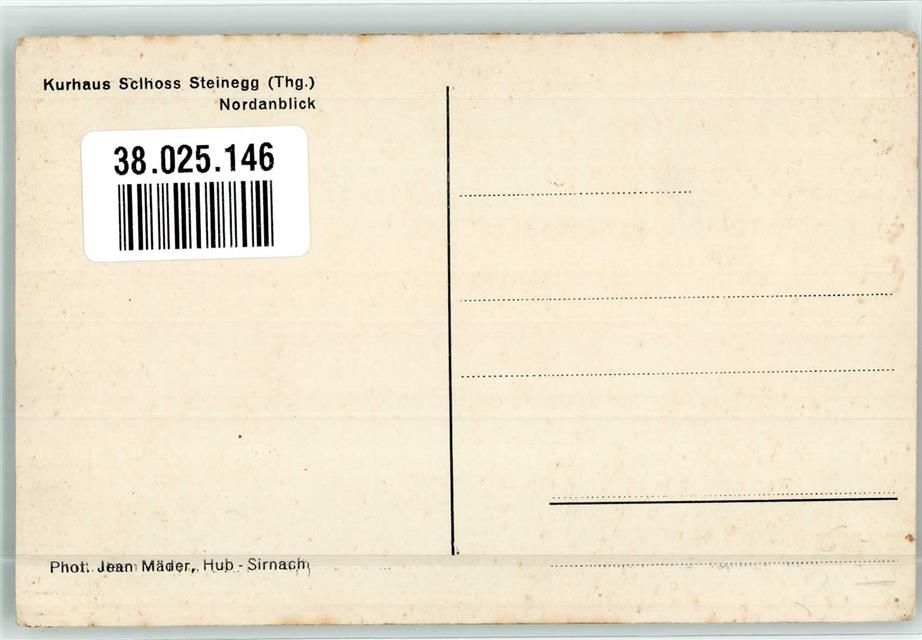 Kurhaus Sclhoss Steinegg (Thg.)
Nordanblick
38.025.146
Phot. Jean Mäder, Hub - Sirnach